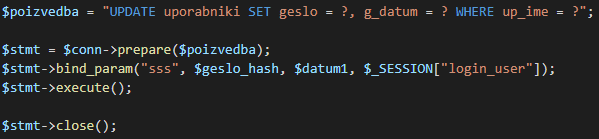 $poizvedba = "UPDATE uporabniki SET geslo = ?, g_datum = ? WHERE up_ime = ?";
$stmt = $conn->prepare($poizvedba);
$stmt->bind_param("sss", $geslo_hash, $datum1, $_SESSION["login_user"]);
$stmt->execute();
$stmt->close();